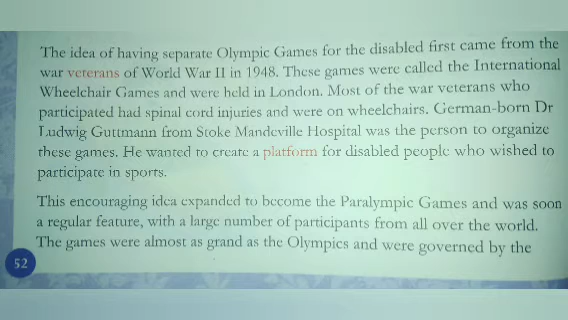 The idea of having separate Olympic Games for the disabled first came from the
war veterans of World War II in 1948. These games were called the International
Wheelchair Games and were held in London. Most of the war veterans who
participated had spinal cord injuries and were on wheelchairs. German-born Dr
Ludwig Guttmann from Stoke Mandeville Hospital was the person to organize
these games. He wanted to create a platform for disabled people who wished to
participate in sports.
This encouraging idea expanded to become the Paralympic Games and was soon
a regular feature, with a large number of participants from all over the world.
The games were almost as grand as the Olympics and were governed by the
52